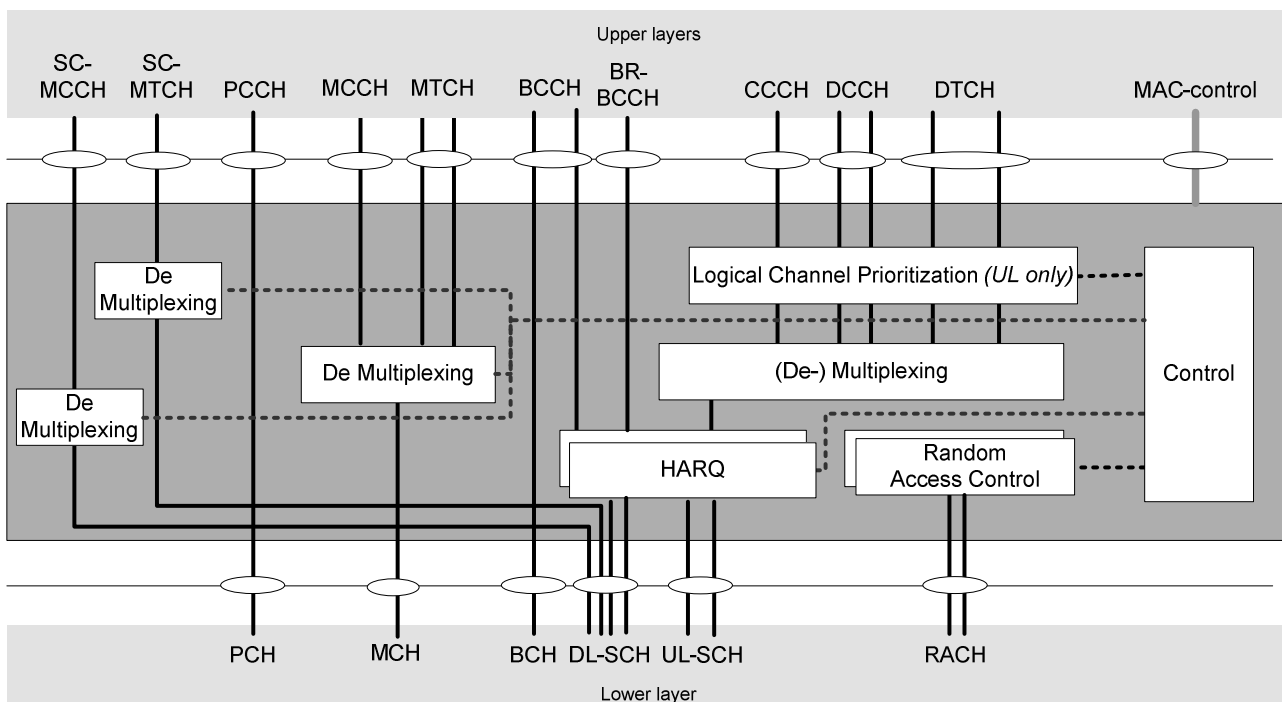 Upper layers
SC-
MCCH
SC-
MTCH
PCCH
MCCH
MTCH
BCCH
BR-
BCCH
CCCH
DCCH
DTCH
MAC-control
De
Multiplexing
Logical Channel Prioritization (UL only)
De Multiplexing
(De-) Multiplexing
Control
De
Multiplexing
HARQ
Random
Access Control
PCH
MCH
BCH
DL-SCH
UL-SCH
RACH
Lower layer